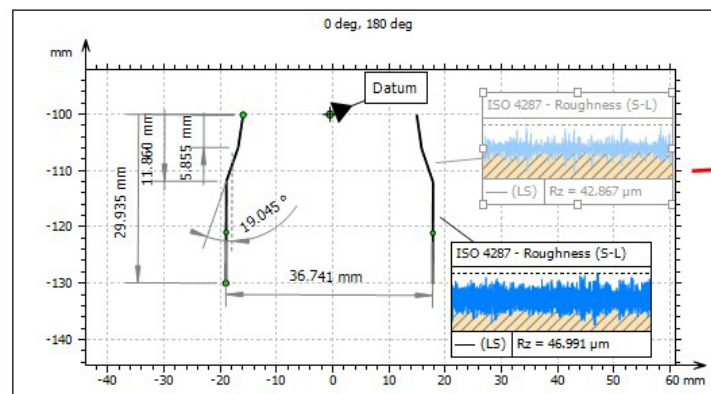 0 deg, 180 deg
mm
Datum
ISO 4287 - Roughness (S-L)
(LS) Rz = 42.867 µm
-100
-110
-120
-130
-140
11.860 mm
5.855 mm
29.935 mm
19.045 °
36.741 mm
ISO 4287 - Roughness (S-L)
(LS) Rz = 46.991 µm
-40 -30 -20 -10 0 10 20 30 40 50 60 mm